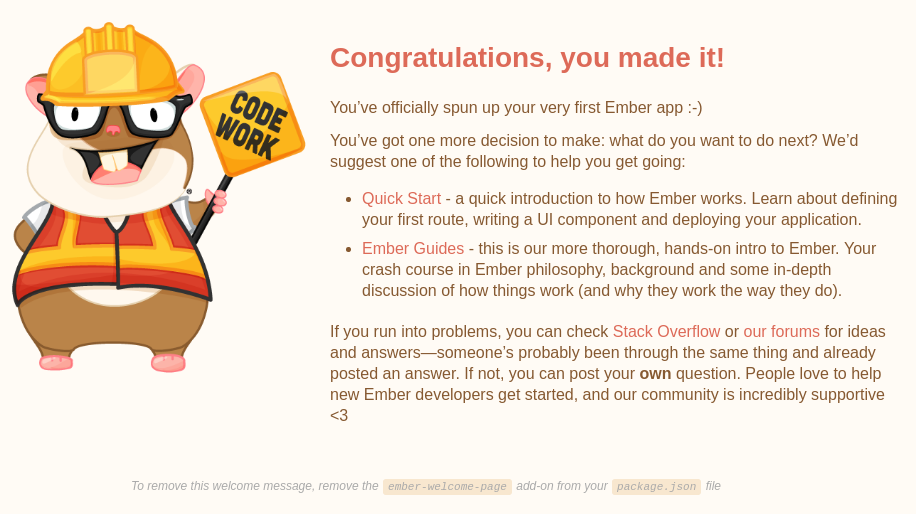 CODE
WORK
Congratulations, you made it!
You’ve officially spun up your very first Ember app :-)
You’ve got one more decision to make: what do you want to do next? We’d
suggest one of the following to help you get going:
• Quick Start - a quick introduction to how Ember works. Learn about defining
your first route, writing a UI component and deploying your application.
• Ember Guides - this is our more thorough, hands-on intro to Ember. Your
crash course in Ember philosophy, background and some in-depth
discussion of how things work (and why they work the way they do).
If you run into problems, you can check Stack Overflow or our forums for ideas
and answers—someone’s probably been through the same thing and already
posted an answer. If not, you can post your own question. People love to help
new Ember developers get started, and our community is incredibly supportive
<3
To remove this welcome message, remove the ember-welcome-page add-on from your package.json file